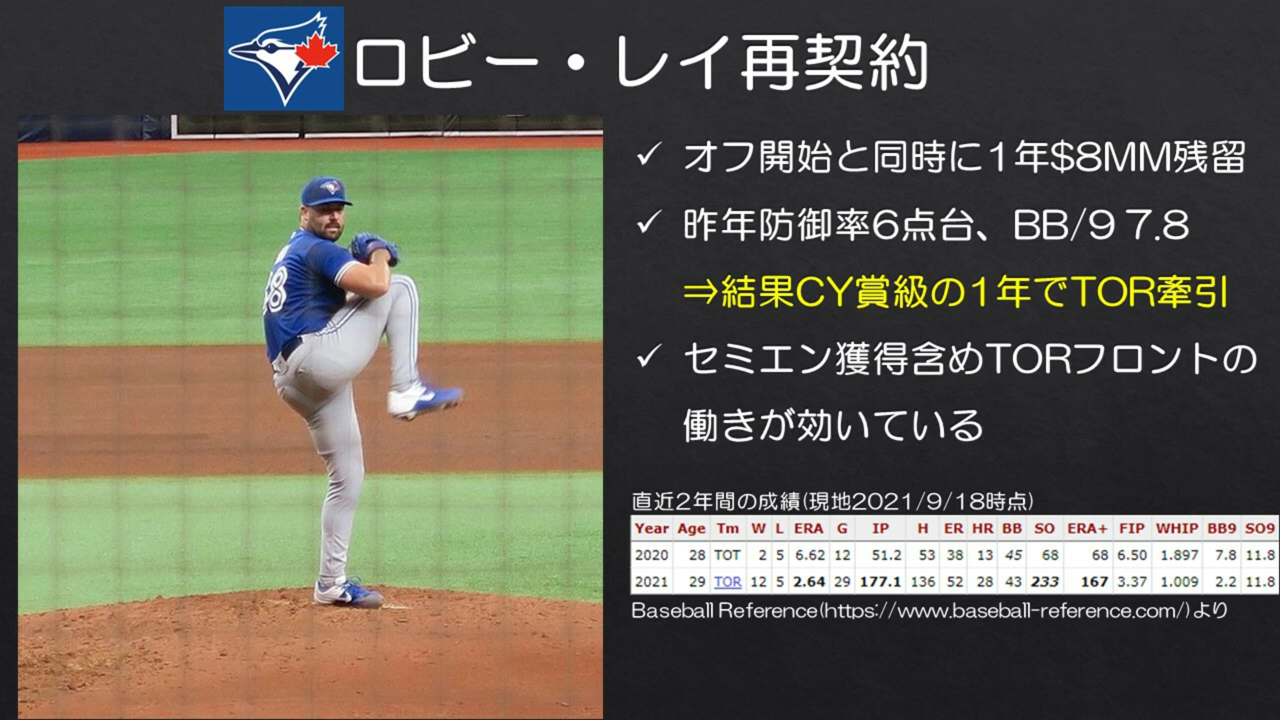 ロビー・レイ再契約
✓ オフ開始と同時に1年$8MM残留
✓ 昨年防御率6点台、BB/9 7.8
⇒結果CY賞級の1年でTOR牽引
✓ セミエン獲得含めTORフロントの
働きが効いている
直近2年間の成績(現地2021/9/18時点)
Year Age Tm W L ERA G IP H ER HR BB SO ERA+ FIP WHIP BB9 SO9
2020 28 TOT 2 5 6.62 12 51.2 53 38 13 45 68 68 6.50 1.897 7.8 11.8
2021 29 TOR 12 5 2.64 29 177.1 136 52 28 43 233 167 3.37 1.009 2.2 11.8
Baseball Reference(https://www.baseball-reference.com/)より